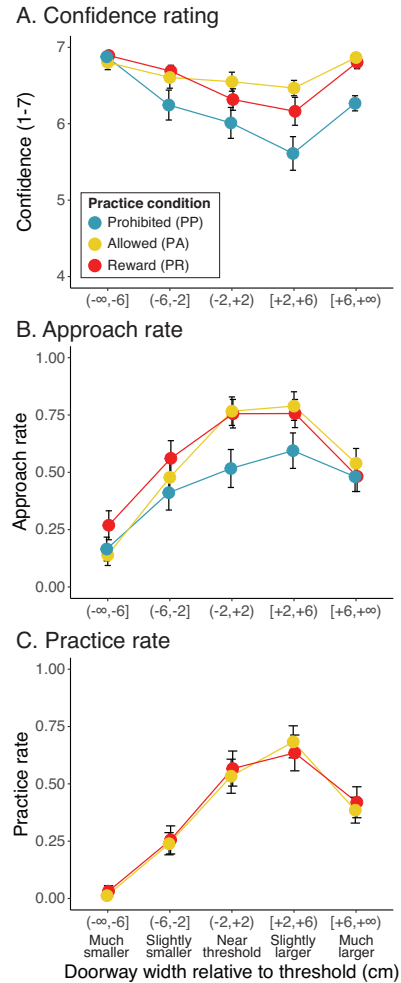 A. Confidence rating
Confidence (1-7)
7
6
5
4
Practice condition
Prohibited (PP)
Allowed (PA)
Reward (PR)
(-∞,-6] (-6,-2] (-2,+2) [+2,+6) [+6,+∞)
B. Approach rate
Approach rate
1.00
0.75
0.50
0.25
0.00
(-∞,-6] (-6,-2] (-2,+2) [+2,+6) [+6,+∞)
C. Practice rate
Practice rate
1.00
0.75
0.50
0.25
0.00
(-∞,-6] (-6,-2] (-2,+2) [+2,+6) [+6,+∞)
Much Slightly Near Slightly Much
smaller smaller threshold larger larger
Doorway width relative to threshold (cm)